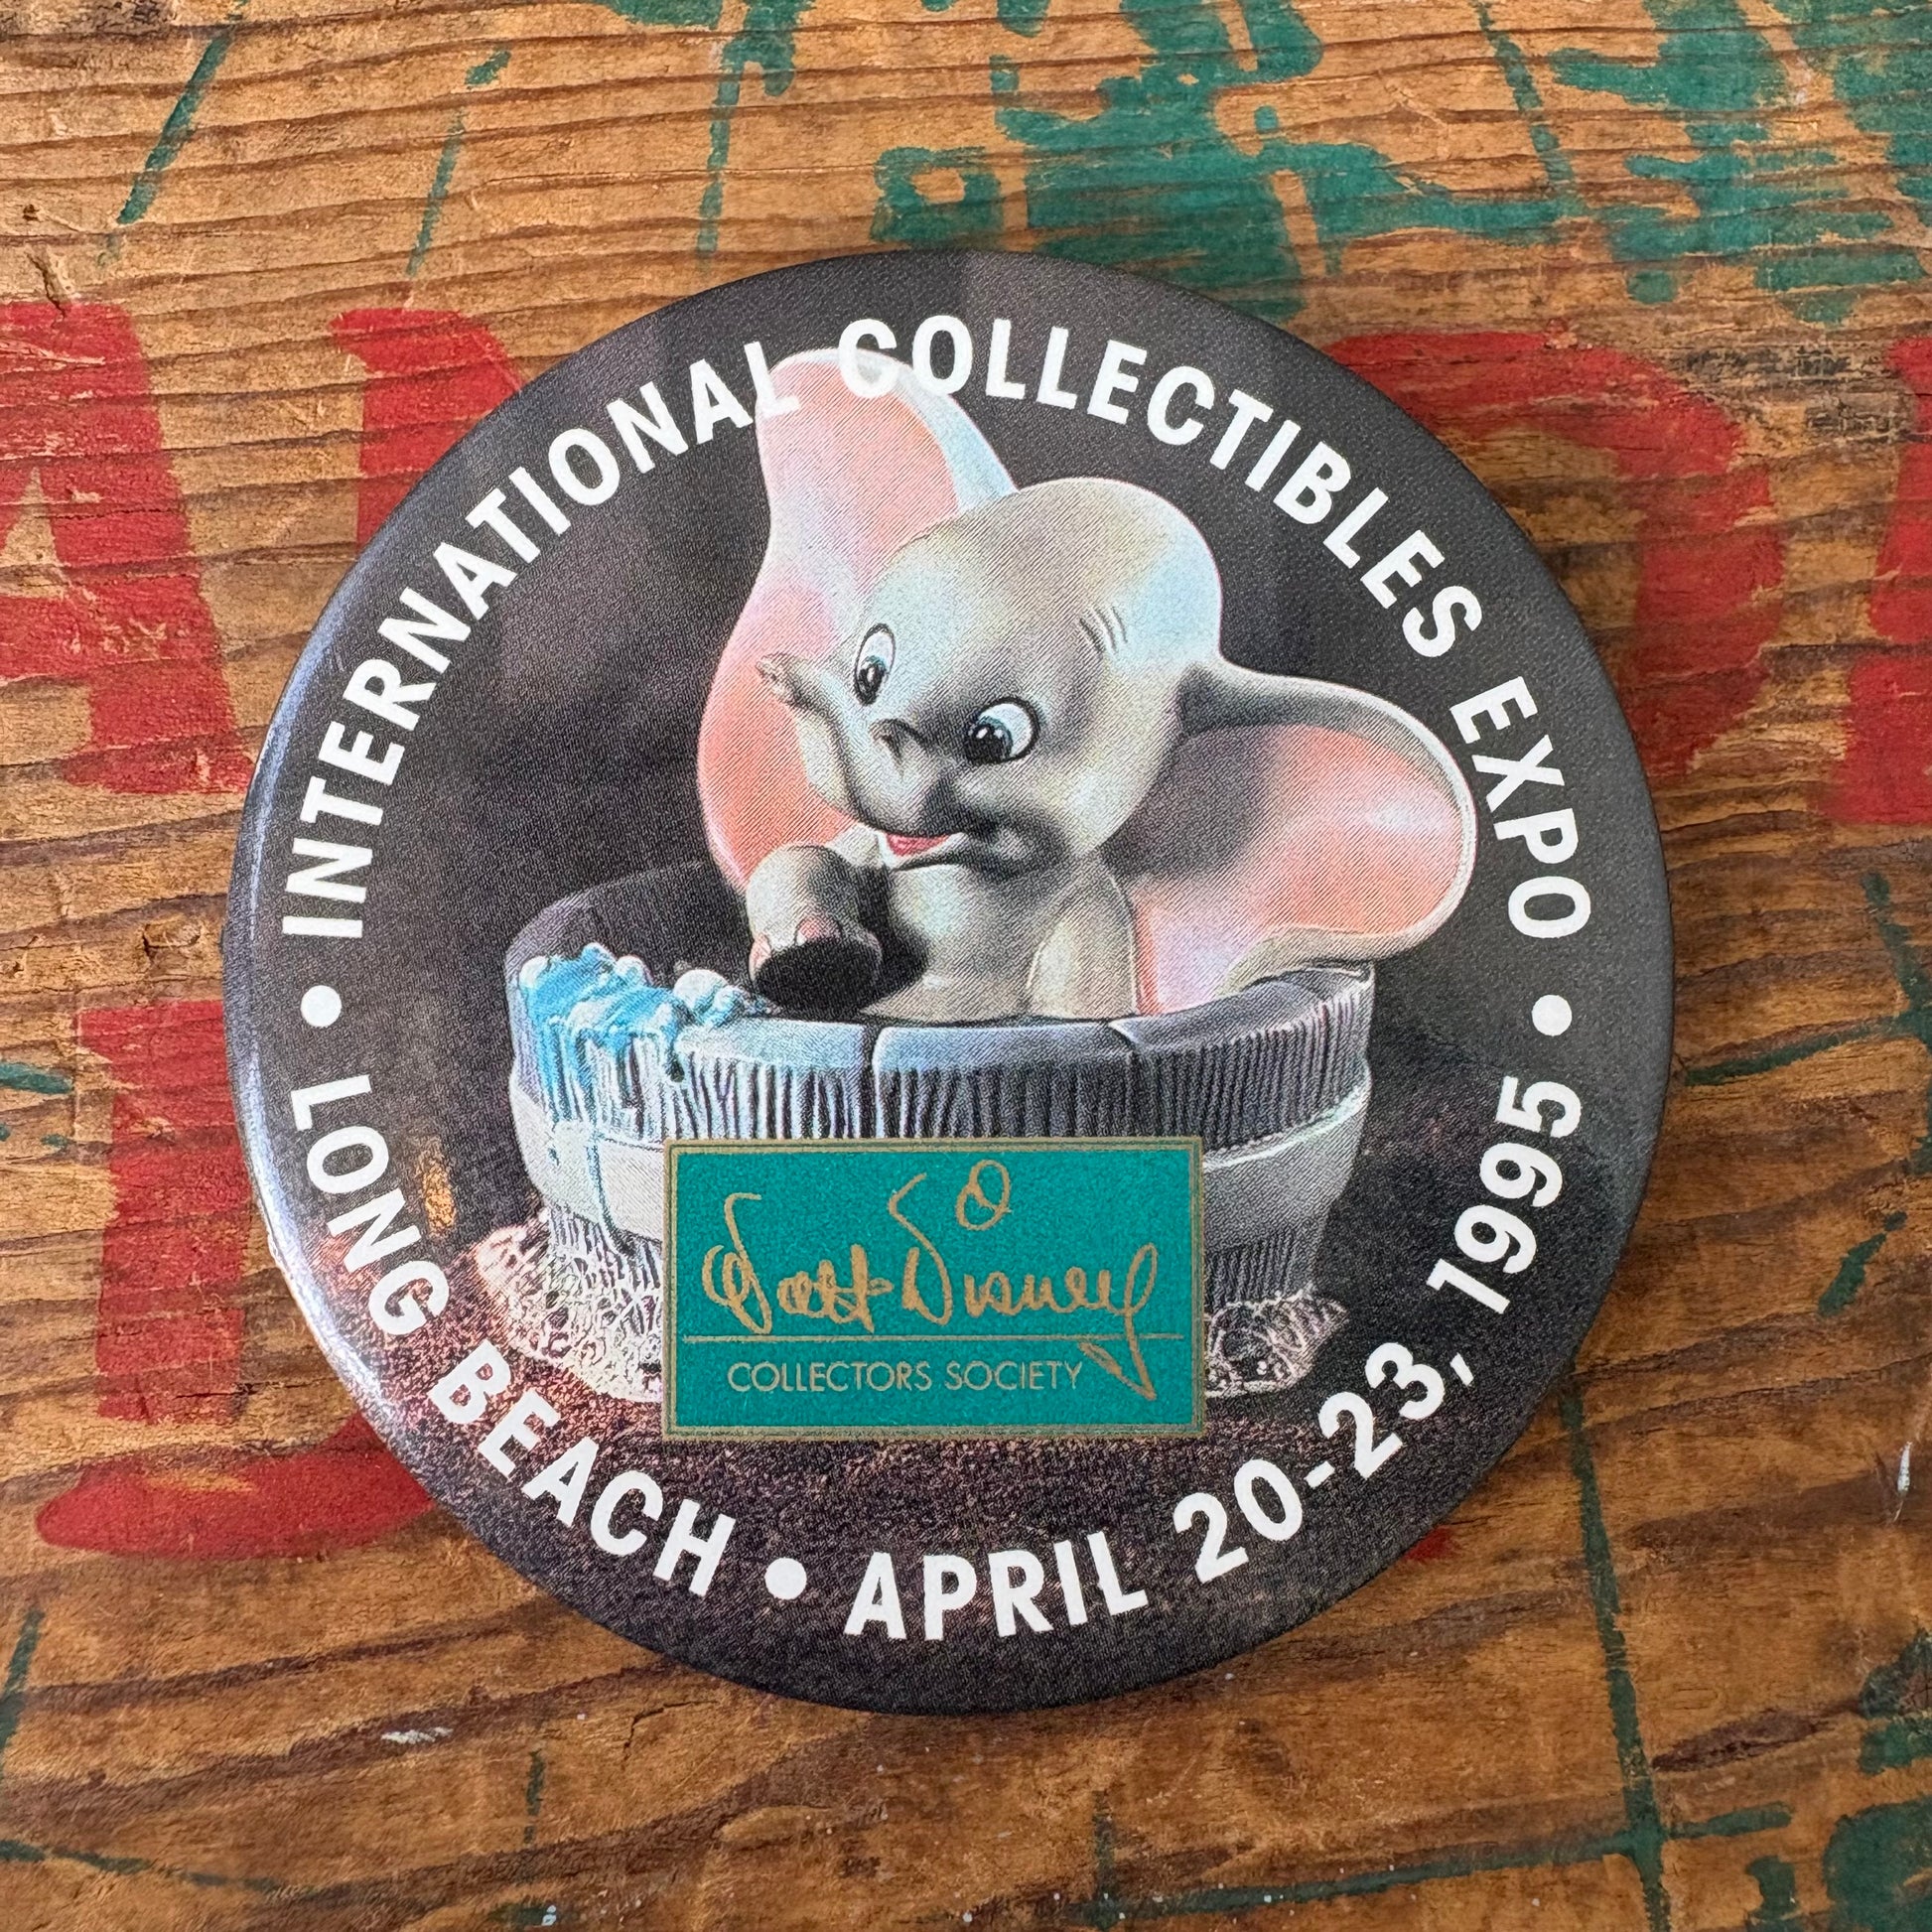 INTERNATIONAL COLLECTIBLES EXPO
LONG BEACH • APRIL 20-23, 1995
Walt Disney
COLLECTORS SOCIETY